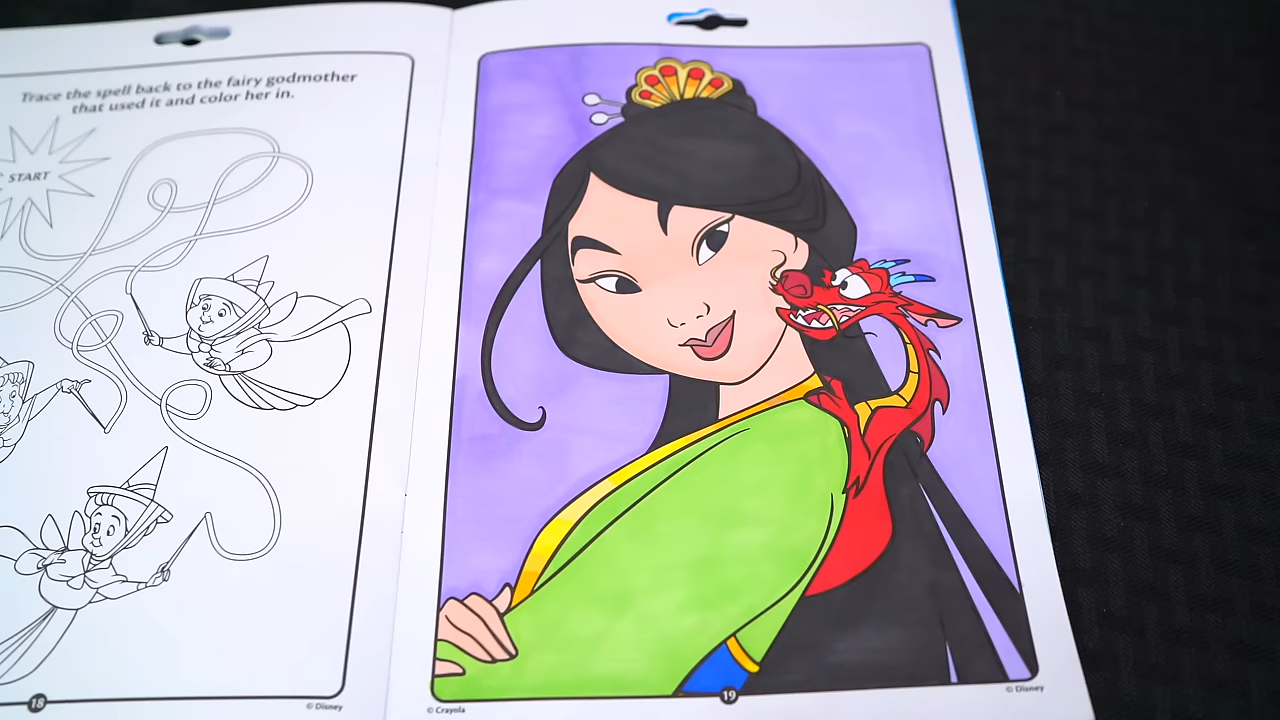 Trace the spell back to the fairy godmother
that used it and color her in.
START
18
© Disney
© Crayola
19
© Disney